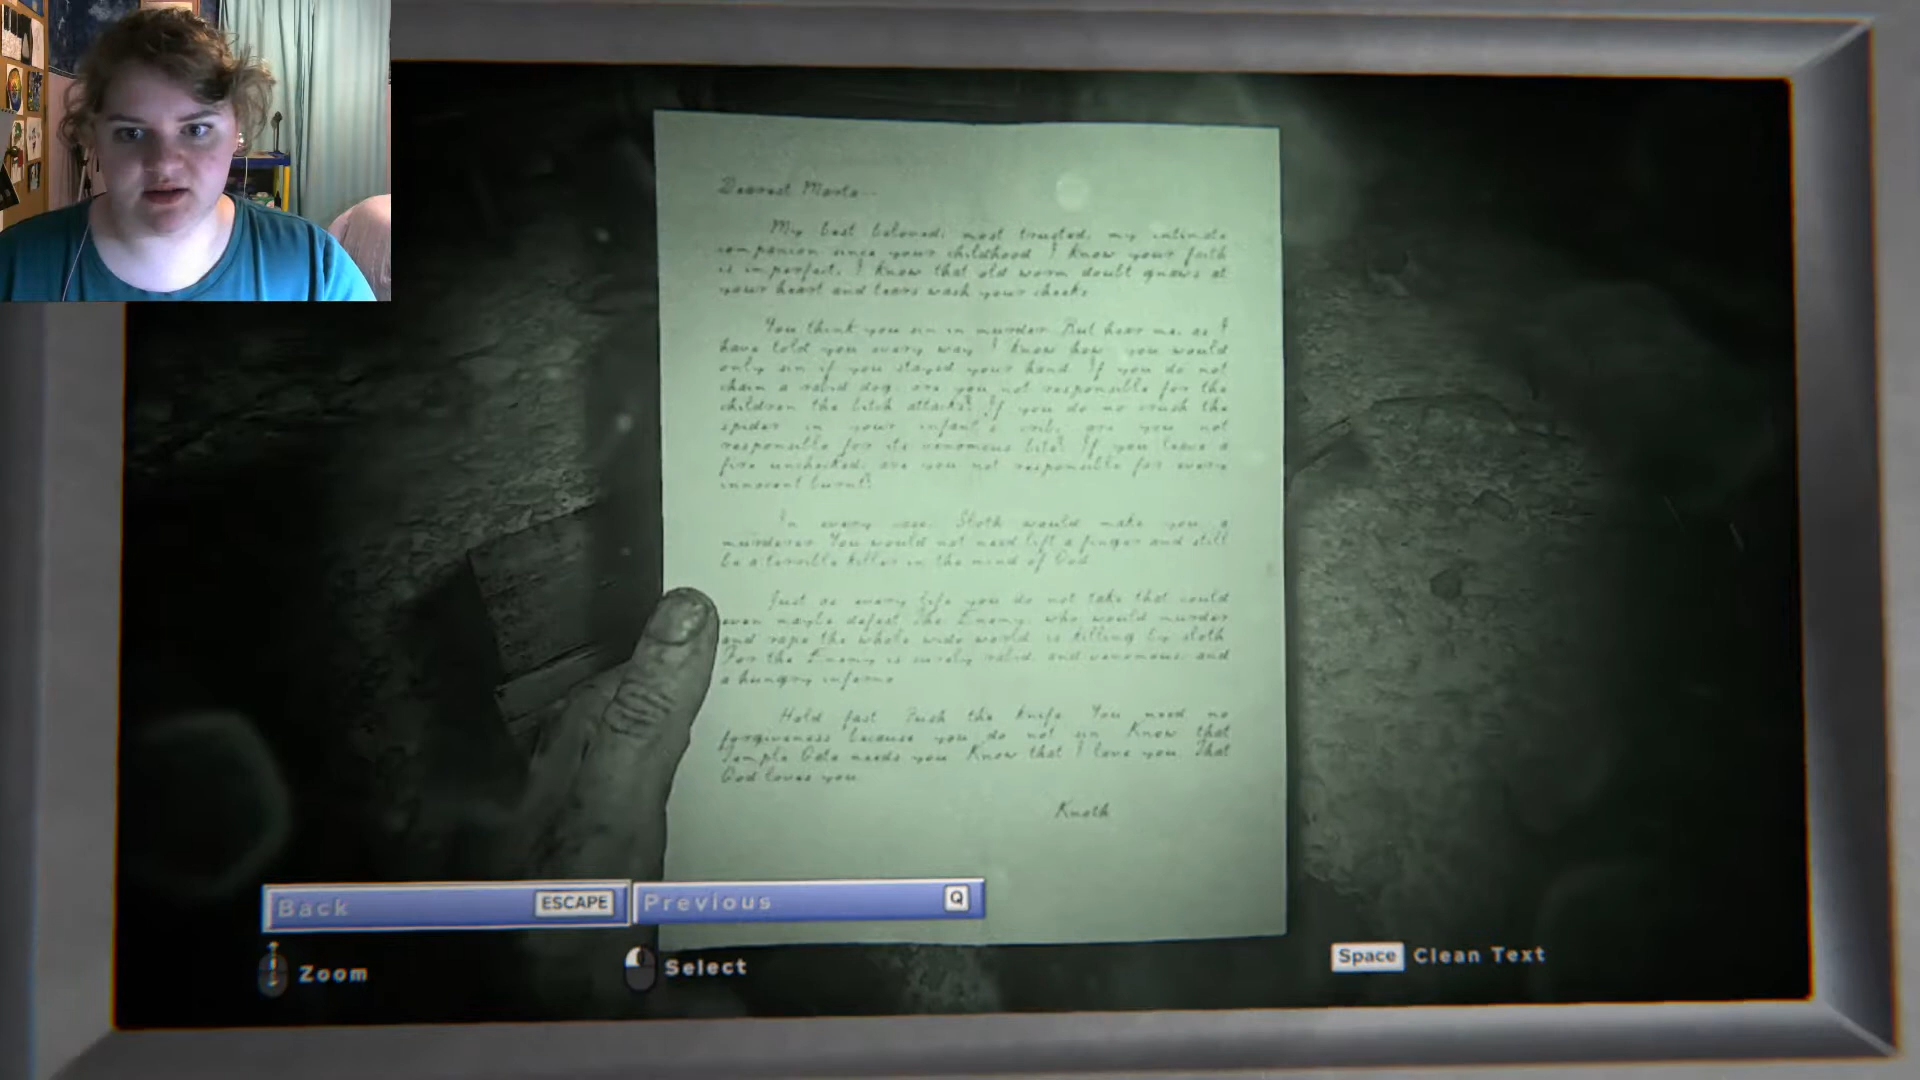 Dearest Marta--
My best beloved, most trusted, my intimate
companion since your childhood I know your faith
is imperfect. I know that old worm doubt gnaws at
your heart and tears wash your cheeks
You think you sin in murder. But hear me, as I
have told you every way I know how you would
only sin if you stayed your hand If you do not
chain a rabid dog, are you not responsible for the
children the bitch attacks? If you do no crush the
spider in your infant's crib, are you not
responsible for its venomous bite? If you leave a
fire unchecked, are you not responsible for every
innocent burnt?
In every case, Sloth would make you a
murderer You would not need lift a finger and still
be a terrible killer in the mind of God
Just as every life you do not take that could
even maybe defeat The Enemy, who would murder
and rape the whole wide world is killing by sloth
For the Enemy is surely rabid, and venomous, and
a hungry inferno
Hold fast Push the knife. You need no
forgiveness because you do not sin Know that
Temple Gate needs you Know that I love you. That
God loves you
Knoth
Back ESCAPE Previous Q
Zoom Select Space Clean Text